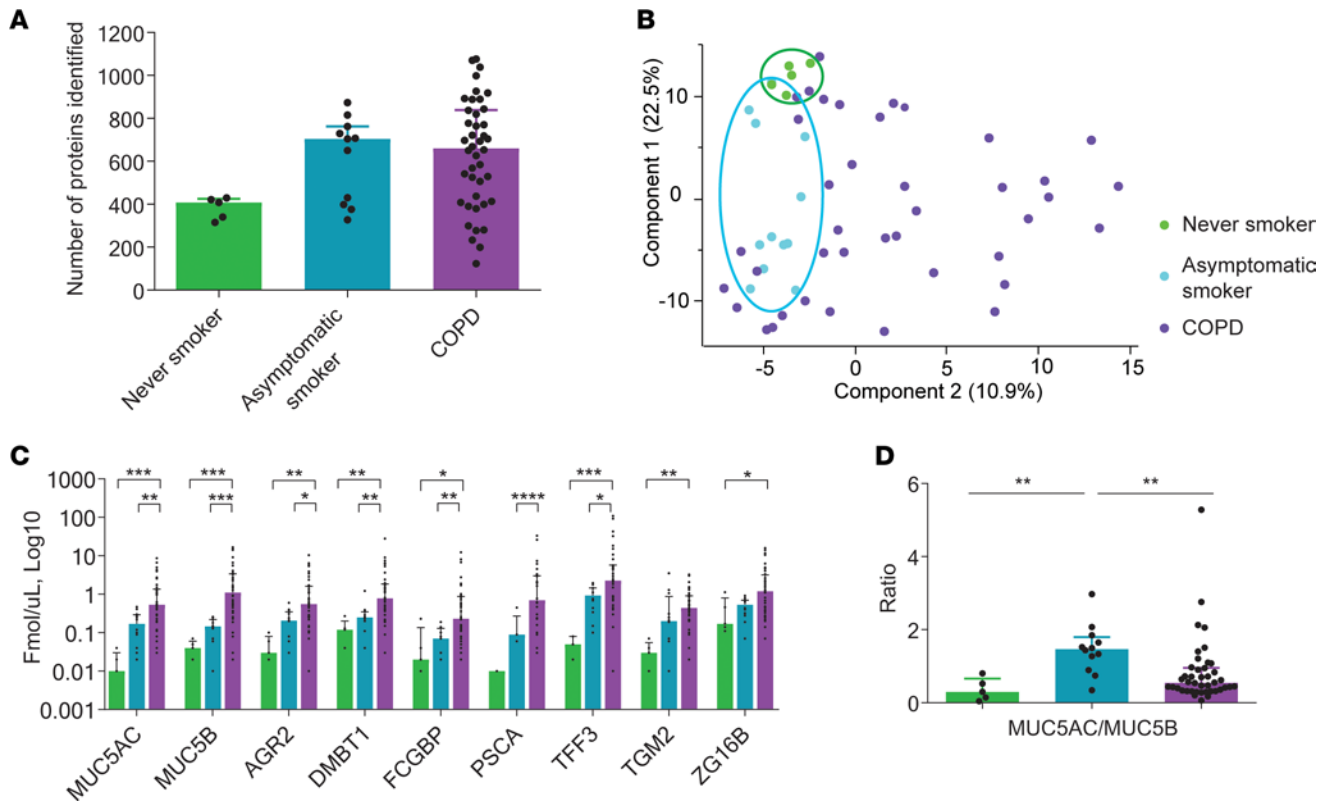 A
Number of proteins identified
1200
1000
800
600
400
200
0
Never smoker
Asymptomatic
smoker
COPD
B
Component 1 (22.5%)
10
0
-10
-5
0
5
10
15
Component 2 (10.9%)
Never smoker
Asymptomatic
smoker
COPD
C
Fmol/uL, Log10
1000
100
10
1
0.1
0.01
0.001
*** *** ** ** * **** *** ** *
** *** * ** ** *
MUC5AC
MUC5B
AGR2
DMBT1
FCGBP
PSCA
TFF3
TGM2
ZG16B
D
Ratio
6
4
2
0
** **
MUC5AC/MUC5B